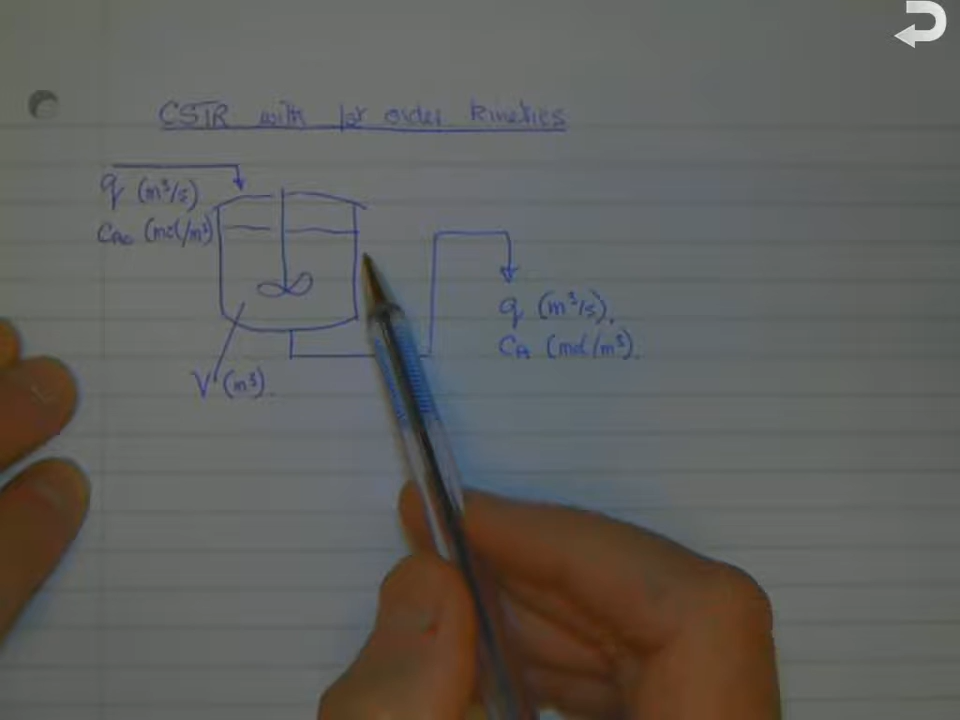 CSTR with 1st order kinetics
q (m³/s)
CA0 (mol/m³)
q (m³/s).
CA (mol/m³).
V (m³).